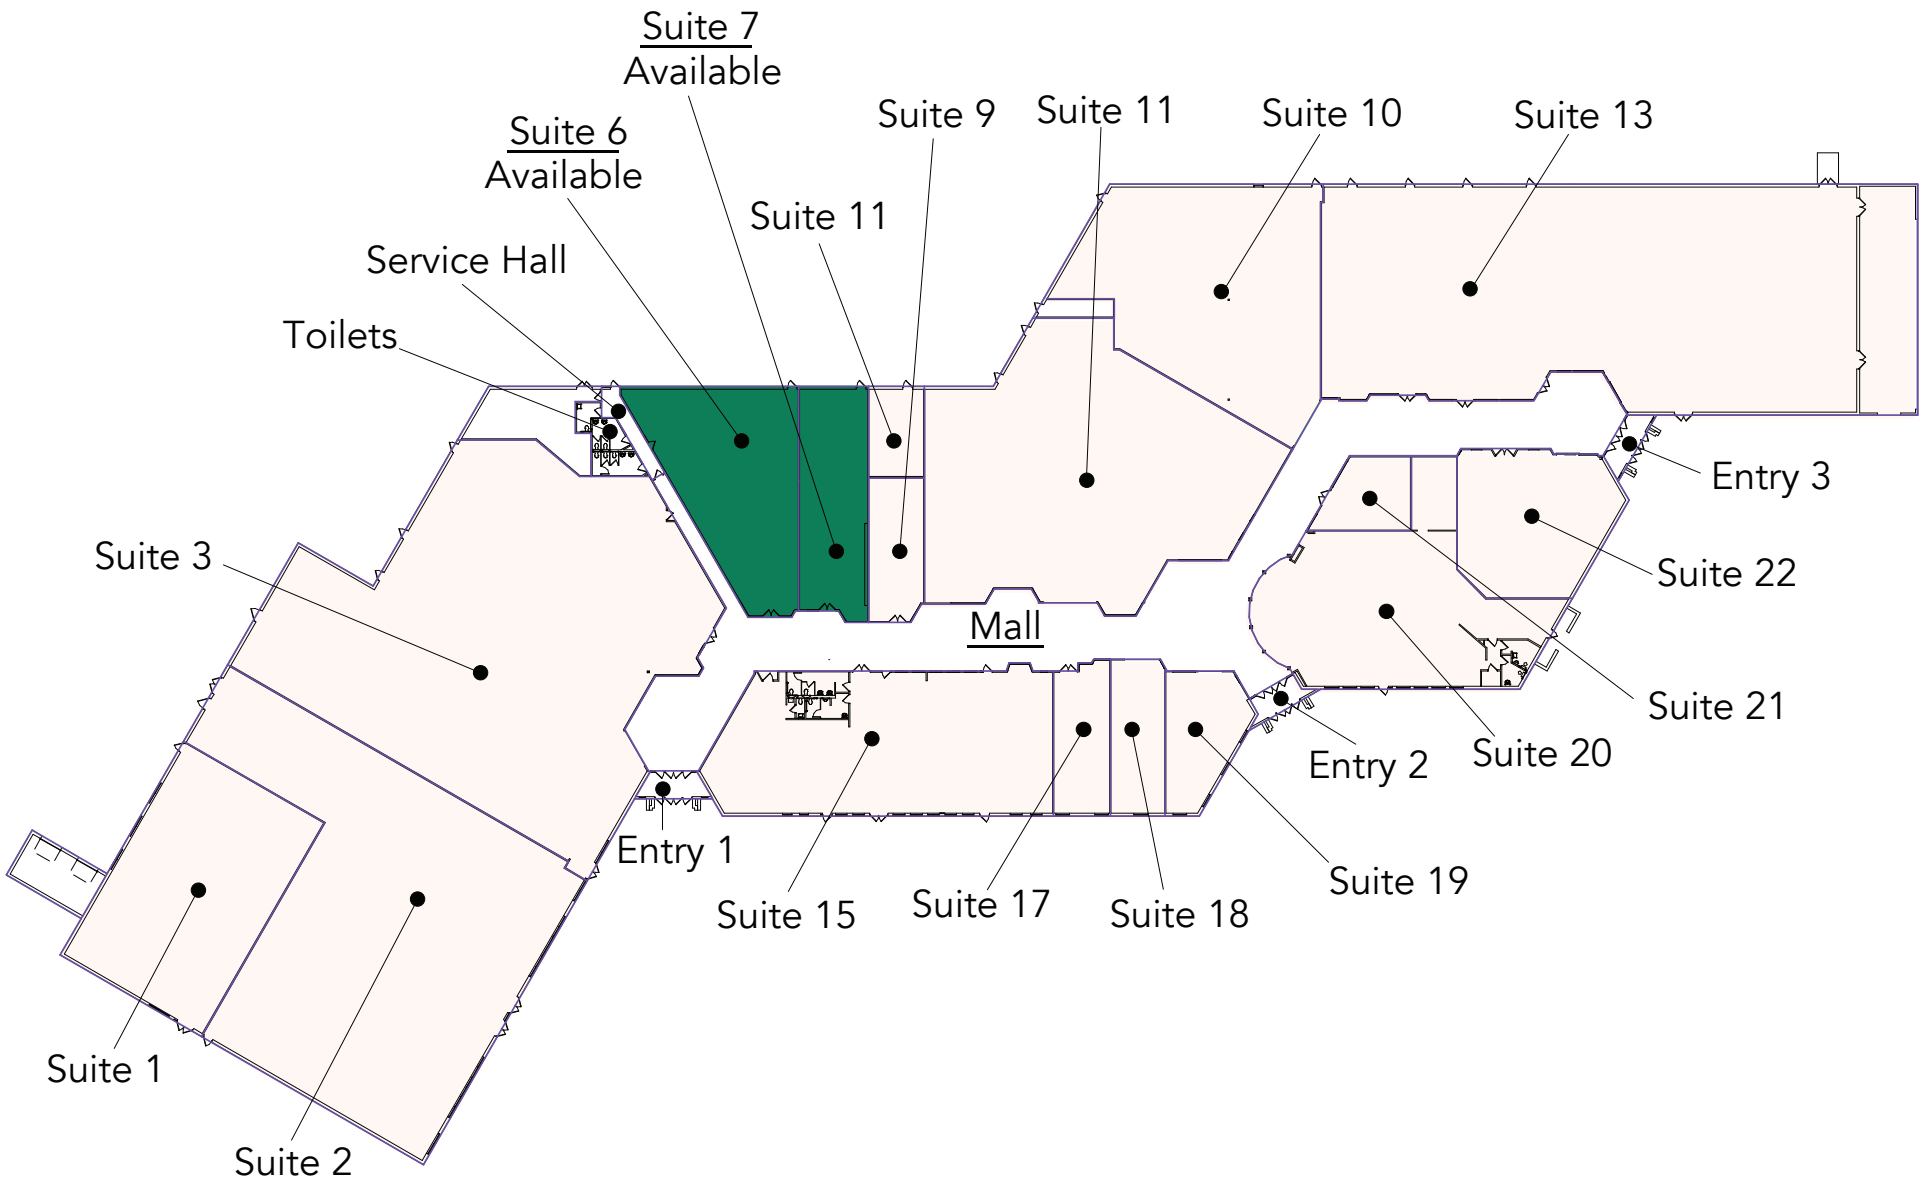 Suite 7
Available
Suite 6
Available
Suite 9
Suite 11
Suite 10
Suite 13
Suite 11
Service Hall
Toilets
Entry 3
Suite 3
Suite 22
Mall
Suite 21
Suite 20
Entry 2
Entry 1
Suite 19
Suite 15
Suite 17
Suite 18
Suite 1
Suite 2